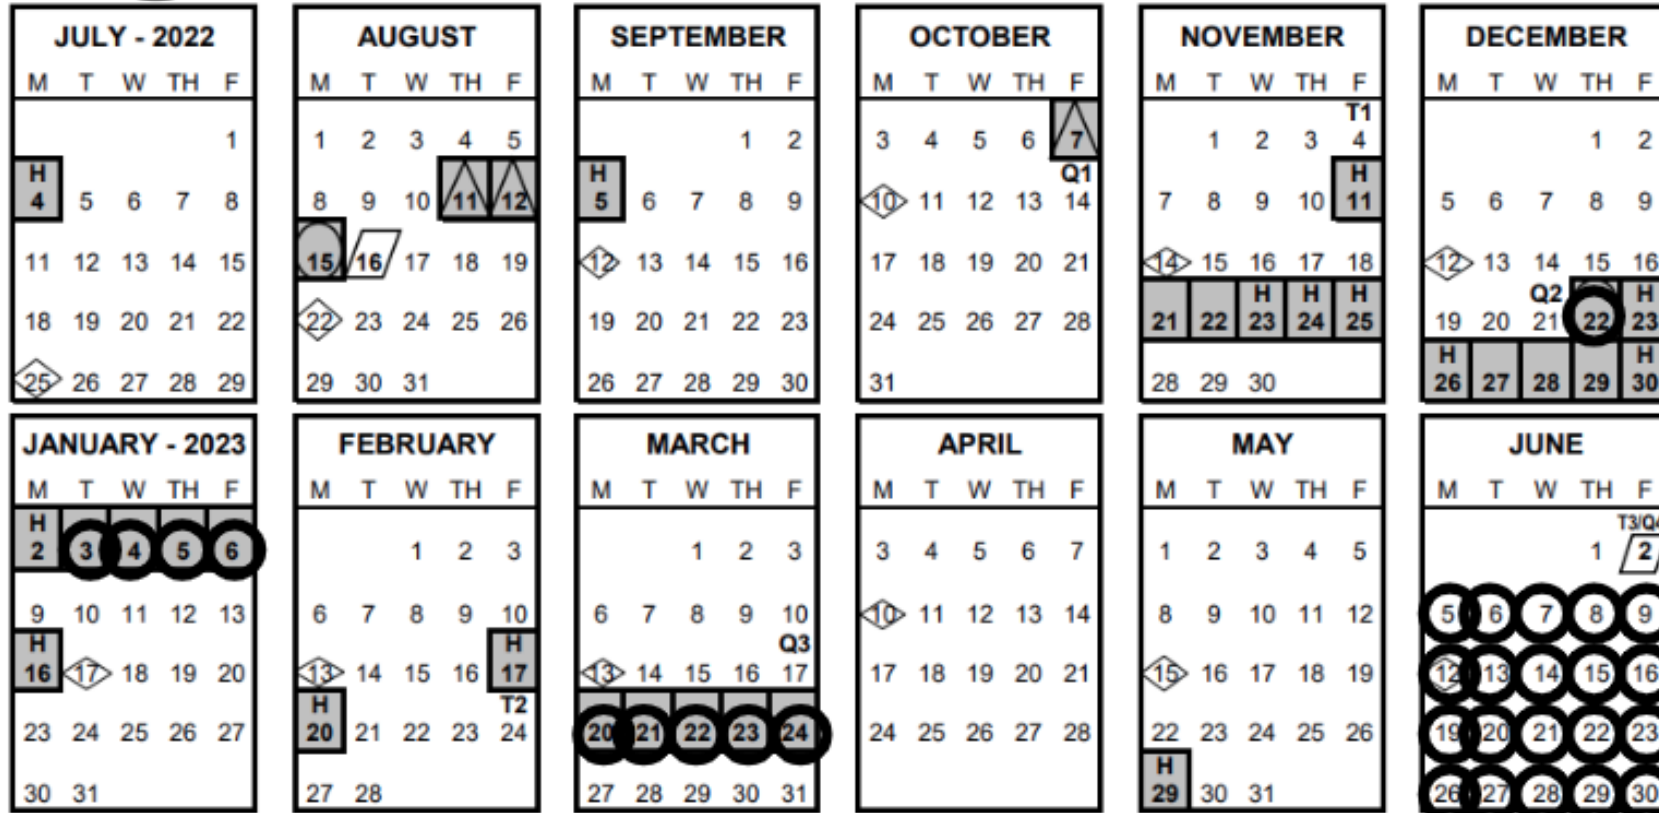 JULY - 2022
M T W TH F
1
H
4 5 6 7 8
11 12 13 14 15
18 19 20 21 22
25 26 27 28 29
AUGUST
M T W TH F
1 2 3 4 5
8 9 10 11 12
15 16 17 18 19
22 23 24 25 26
29 30 31
SEPTEMBER
M T W TH F
1 2
H
5 6 7 8 9
12 13 14 15 16
19 20 21 22 23
26 27 28 29 30
OCTOBER
M T W TH F
3 4 5 6 7
Q1
10 11 12 13 14
17 18 19 20 21
24 25 26 27 28
31
NOVEMBER
M T W TH F
T1
1 2 3 4
H
7 8 9 10 11
14 15 16 17 18
H H H
21 22 23 24 25
28 29 30
DECEMBER
M T W TH F
1 2
5 6 7 8 9
12 13 14 15 16
Q2 H
19 20 21 22 23
H H
26 27 28 29 30
JANUARY - 2023
M T W TH F
H
2 3 4 5 6
9 10 11 12 13
H
16 17 18 19 20
23 24 25 26 27
30 31
FEBRUARY
M T W TH F
1 2 3
6 7 8 9 10
H
13 14 15 16 17
H T2
20 21 22 23 24
27 28
MARCH
M T W TH F
1 2 3
6 7 8 9 10
Q3
13 14 15 16 17
20 21 22 23 24
27 28 29 30 31
APRIL
M T W TH F
3 4 5 6 7
10 11 12 13 14
17 18 19 20 21
24 25 26 27 28
MAY
M T W TH F
1 2 3 4 5
8 9 10 11 12
15 16 17 18 19
22 23 24 25 26
H
29 30 31
JUNE
M T W TH F
T3/Q4
1 2
5 6 7 8 9
12 13 14 15 16
19 20 21 22 23
26 27 28 29 30